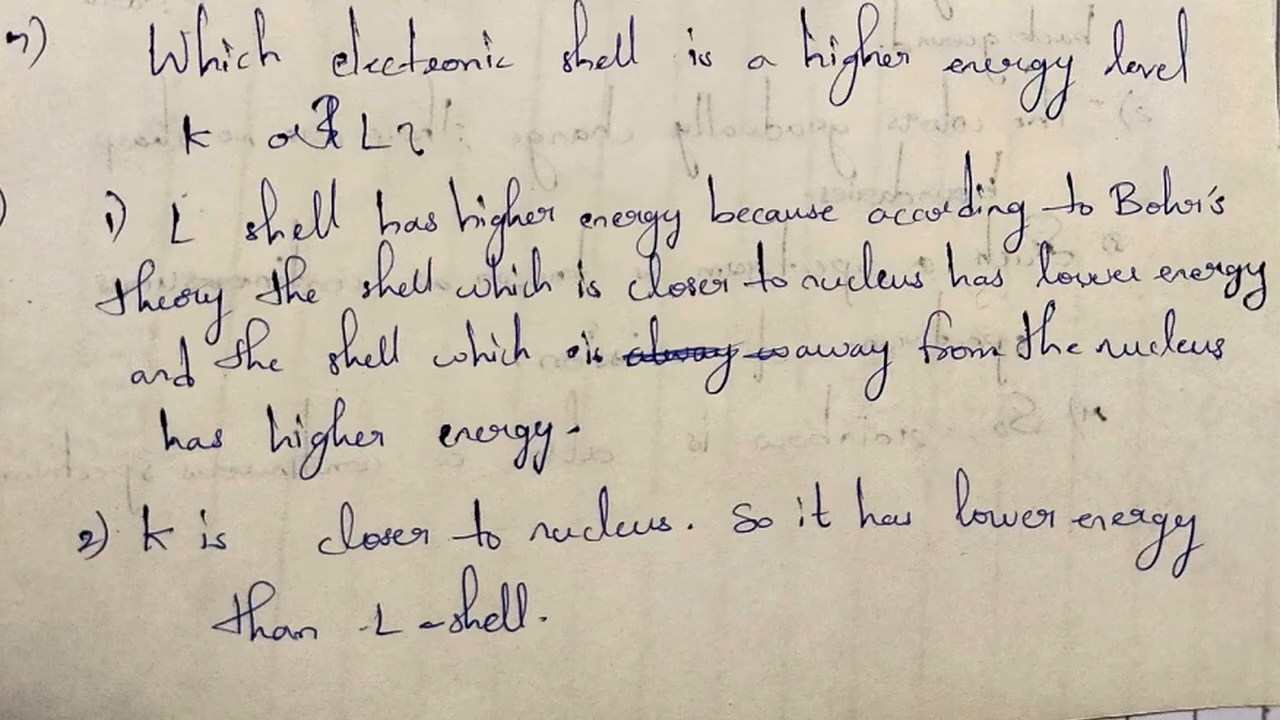 7) Which electronic shell is a higher energy level
K or L?
1) L shell has higher energy because according to Bohr's
theory the shell which is closer to nucleus has lower energy
and the shell which is away from the nucleus
has higher energy.
2) K is closer to nucleus. So it has lower energy
than L-shell.